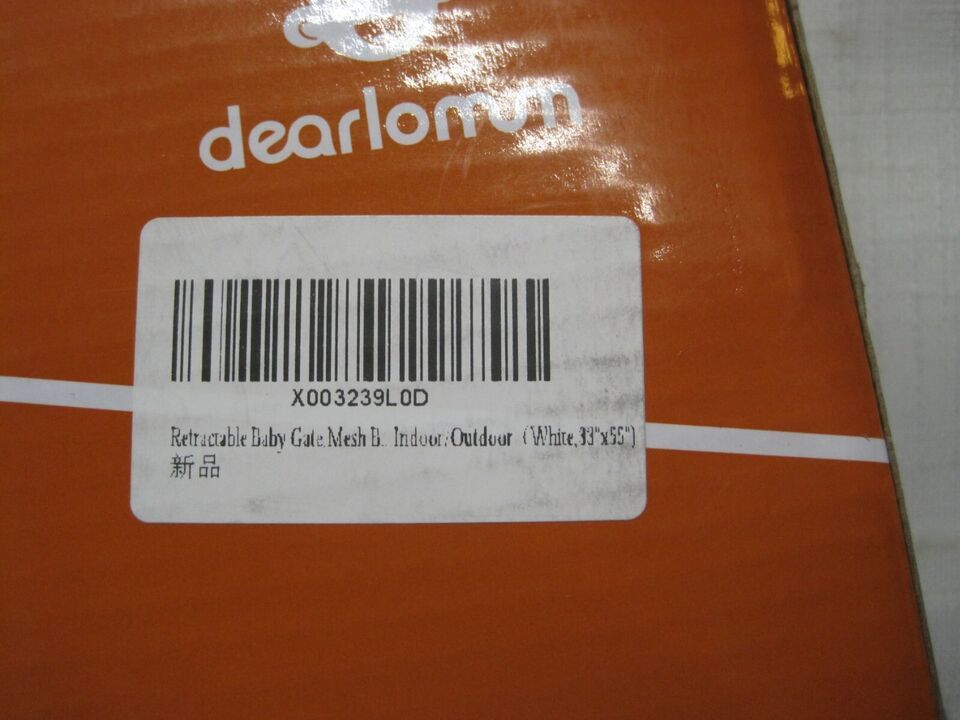 dearlomum
X003239L0D
Retractable Baby Gate,Mesh B... Indoor/Outdoor（White,33"x55")
新品